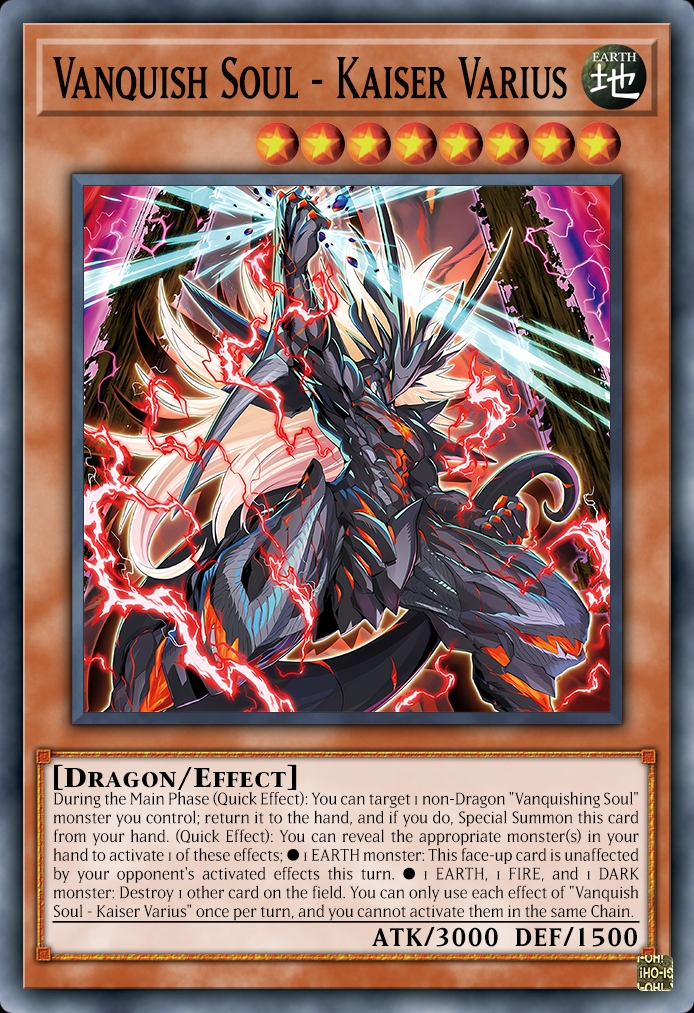 Vanquish Soul - Kaiser Varius
EARTH
地
[Dragon/Effect]
During the Main Phase (Quick Effect): You can target 1 non-Dragon "Vanquishing Soul"
monster you control; return it to the hand, and if you do, Special Summon this card
from your hand. (Quick Effect): You can reveal the appropriate monster(s) in your
hand to activate 1 of these effects; ● 1 EARTH monster: This face-up card is unaffected
by your opponent's activated effects this turn. ● 1 EARTH, 1 FIRE, and 1 DARK
monster: Destroy 1 other card on the field. You can only use each effect of "Vanquish
Soul - Kaiser Varius" once per turn, and you cannot activate them in the same Chain.
ATK/3000 DEF/1500